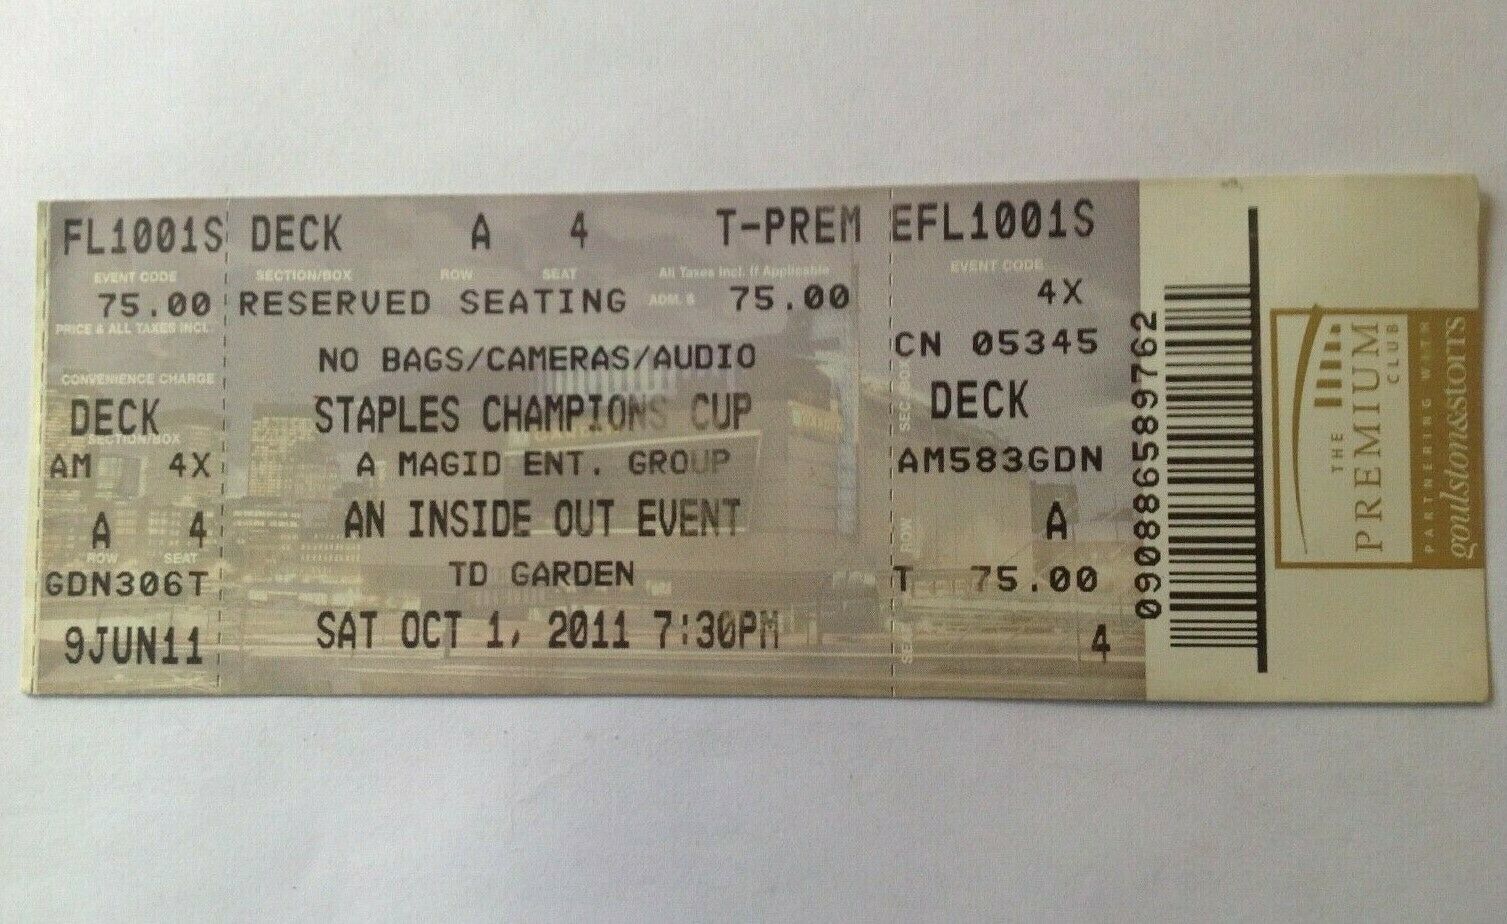 FL1001S
EVENT CODE
75.00
PRICE & ALL TAXES INCL.
CONVENIENCE CHARGE
DECK
SECTION/BOX
AM 4X
A 4
ROW SEAT
GDN306T
9JUN11
DECK A 4 T-PREM
SECTION/BOX ROW SEAT All Taxes Incl. If Applicable
RESERVED SEATING ADM. $ 75.00
NO BAGS/CAMERAS/AUDIO
STAPLES CHAMPIONS CUP
A MAGID ENT. GROUP
AN INSIDE OUT EVENT
TD GARDEN
SAT OCT 1, 2011 7:30PM
EFL1001S
EVENT CODE
4X
CN 05345
SEC/BOX
DECK
AM583GDN
A
ROW
T 75.00
4
SEAT
090886589762
THE
PREMIUM
CLUB
PARTNERING WITH
goulston&storrs